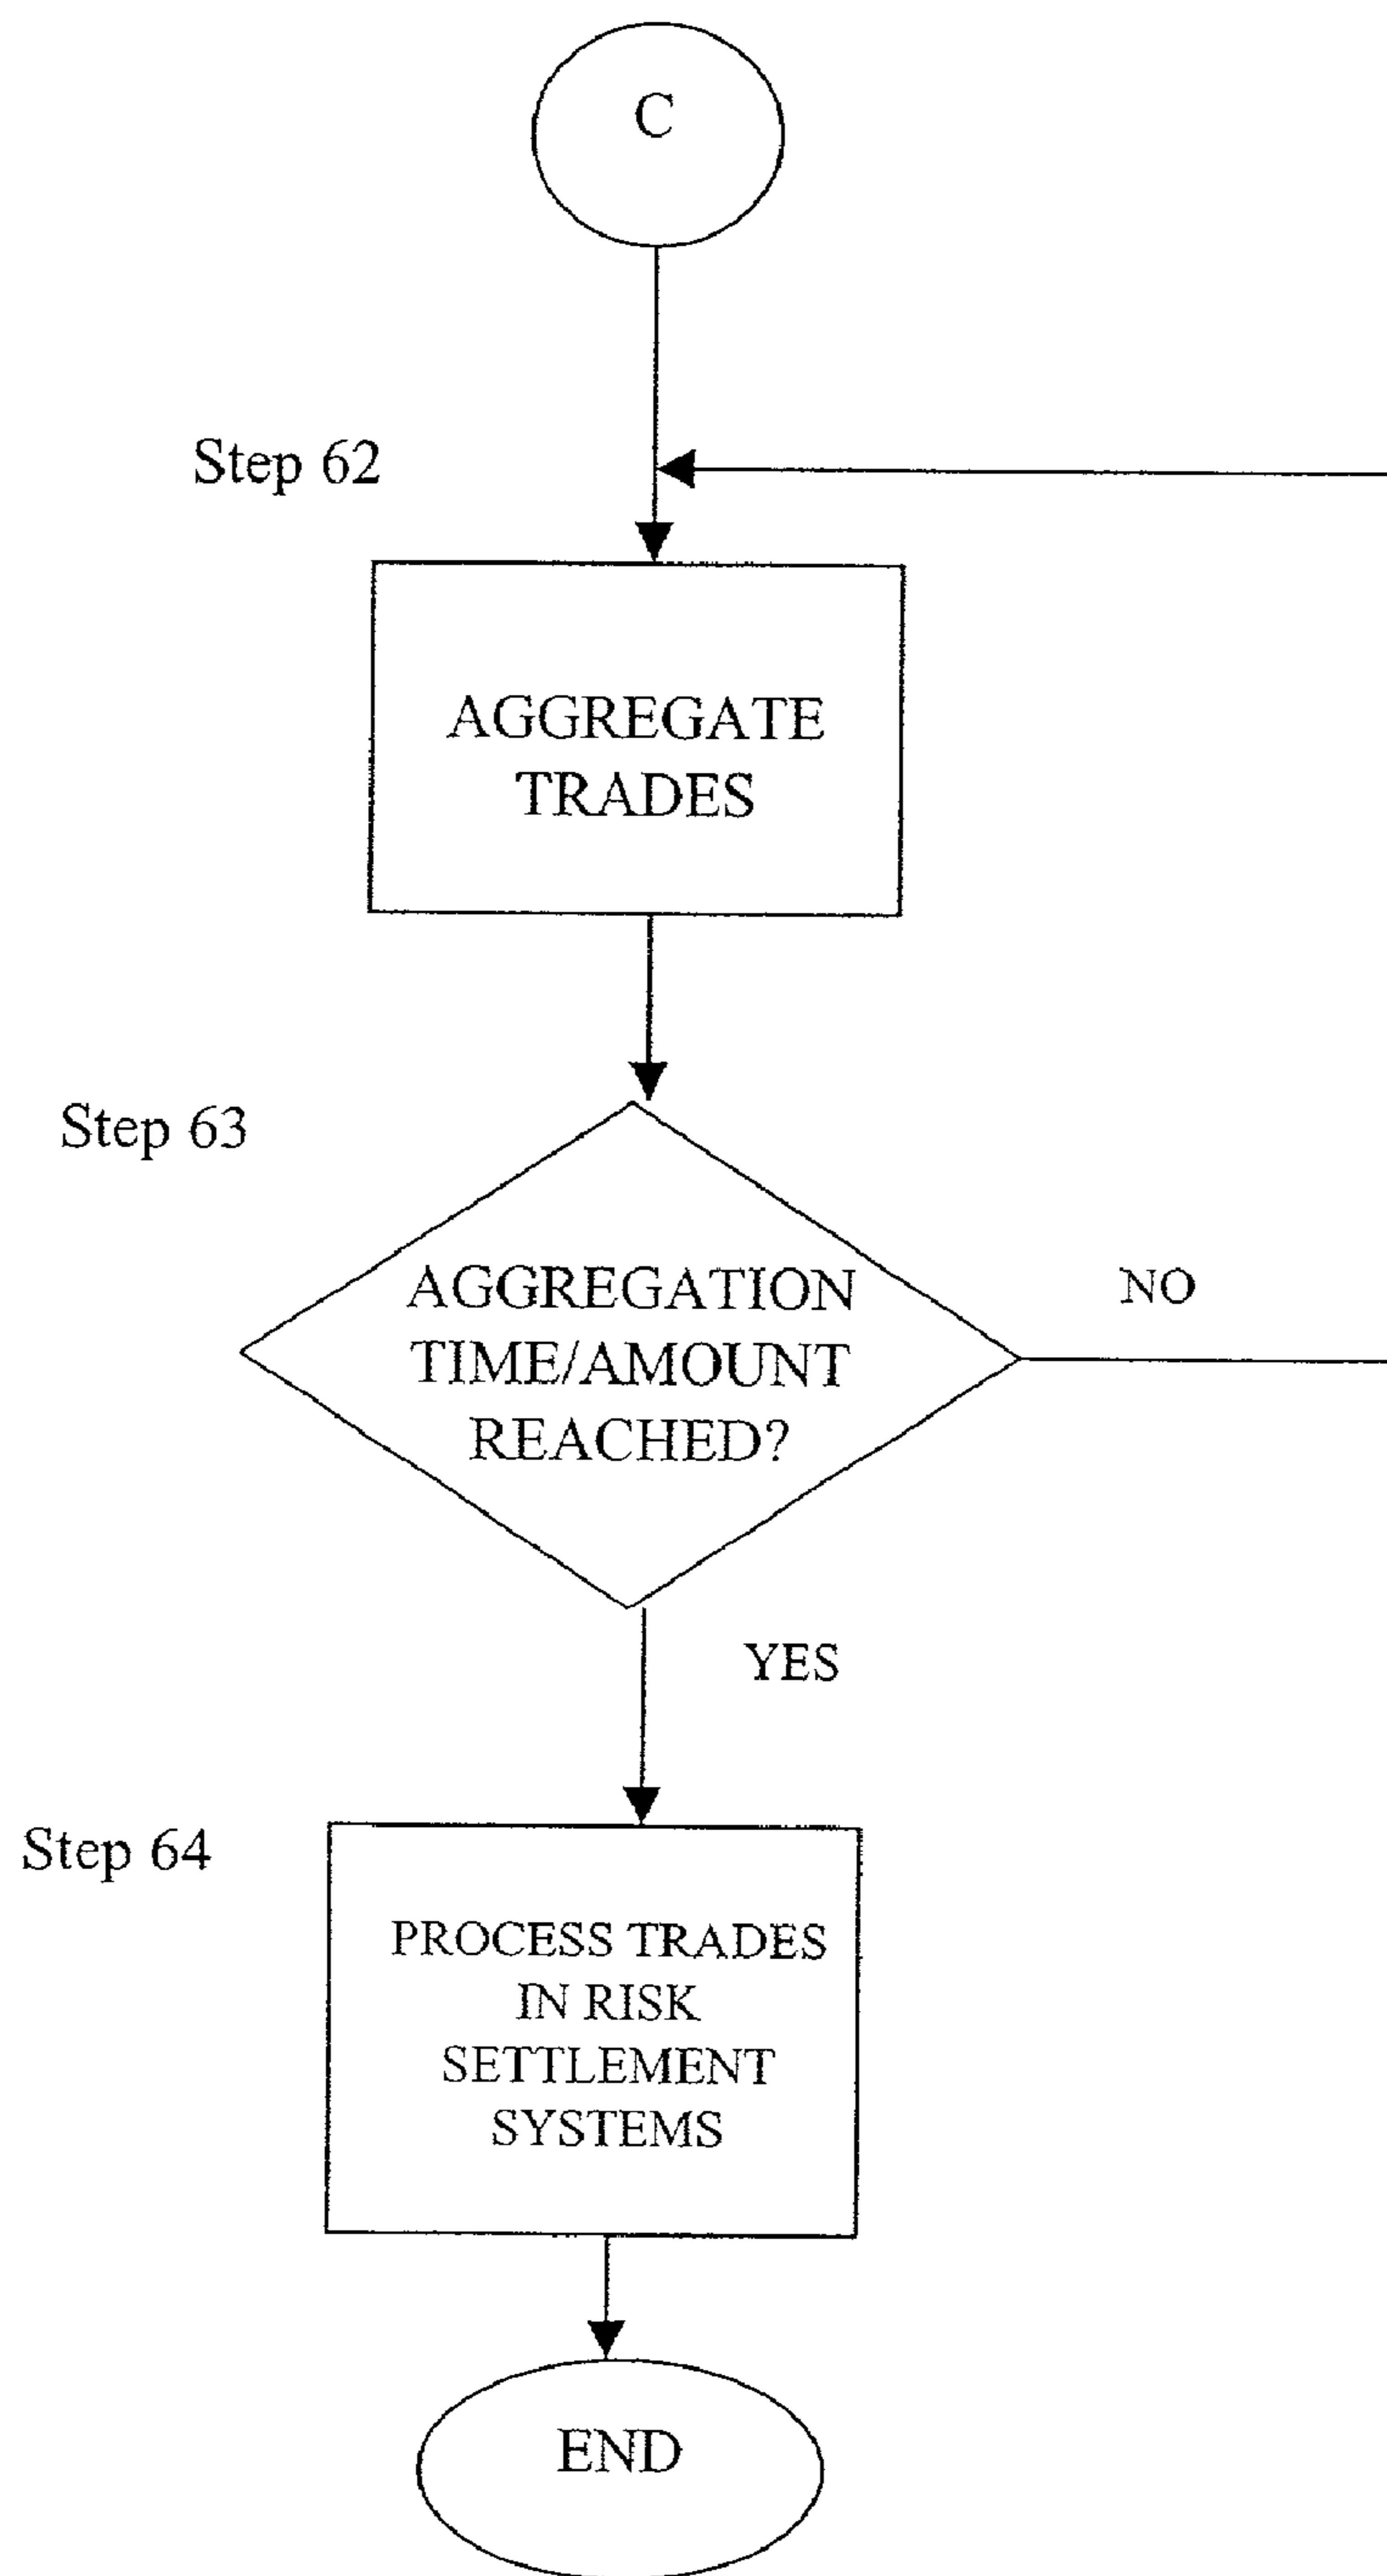 C
Step 62
AGGREGATE
TRADES
Step 63
AGGREGATION
TIME/AMOUNT
REACHED?
NO
YES
Step 64
PROCESS TRADES
IN RISK
SETTLEMENT
SYSTEMS
END